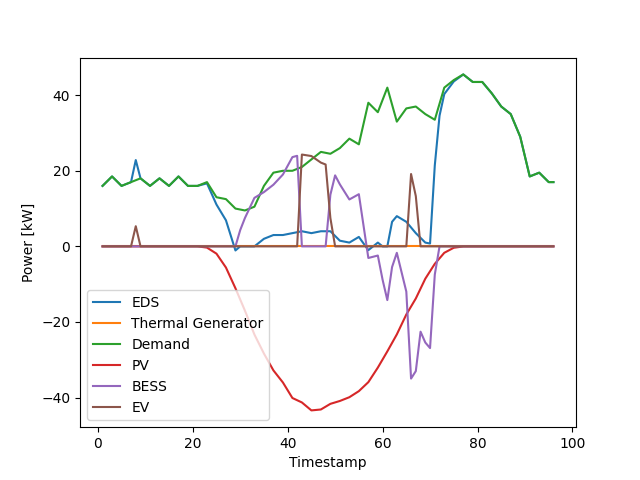 40
20
0
−20
−40
Power [kW]
EDS
Thermal Generator
Demand
PV
BESS
EV
0 20 40 60 80 100
Timestamp